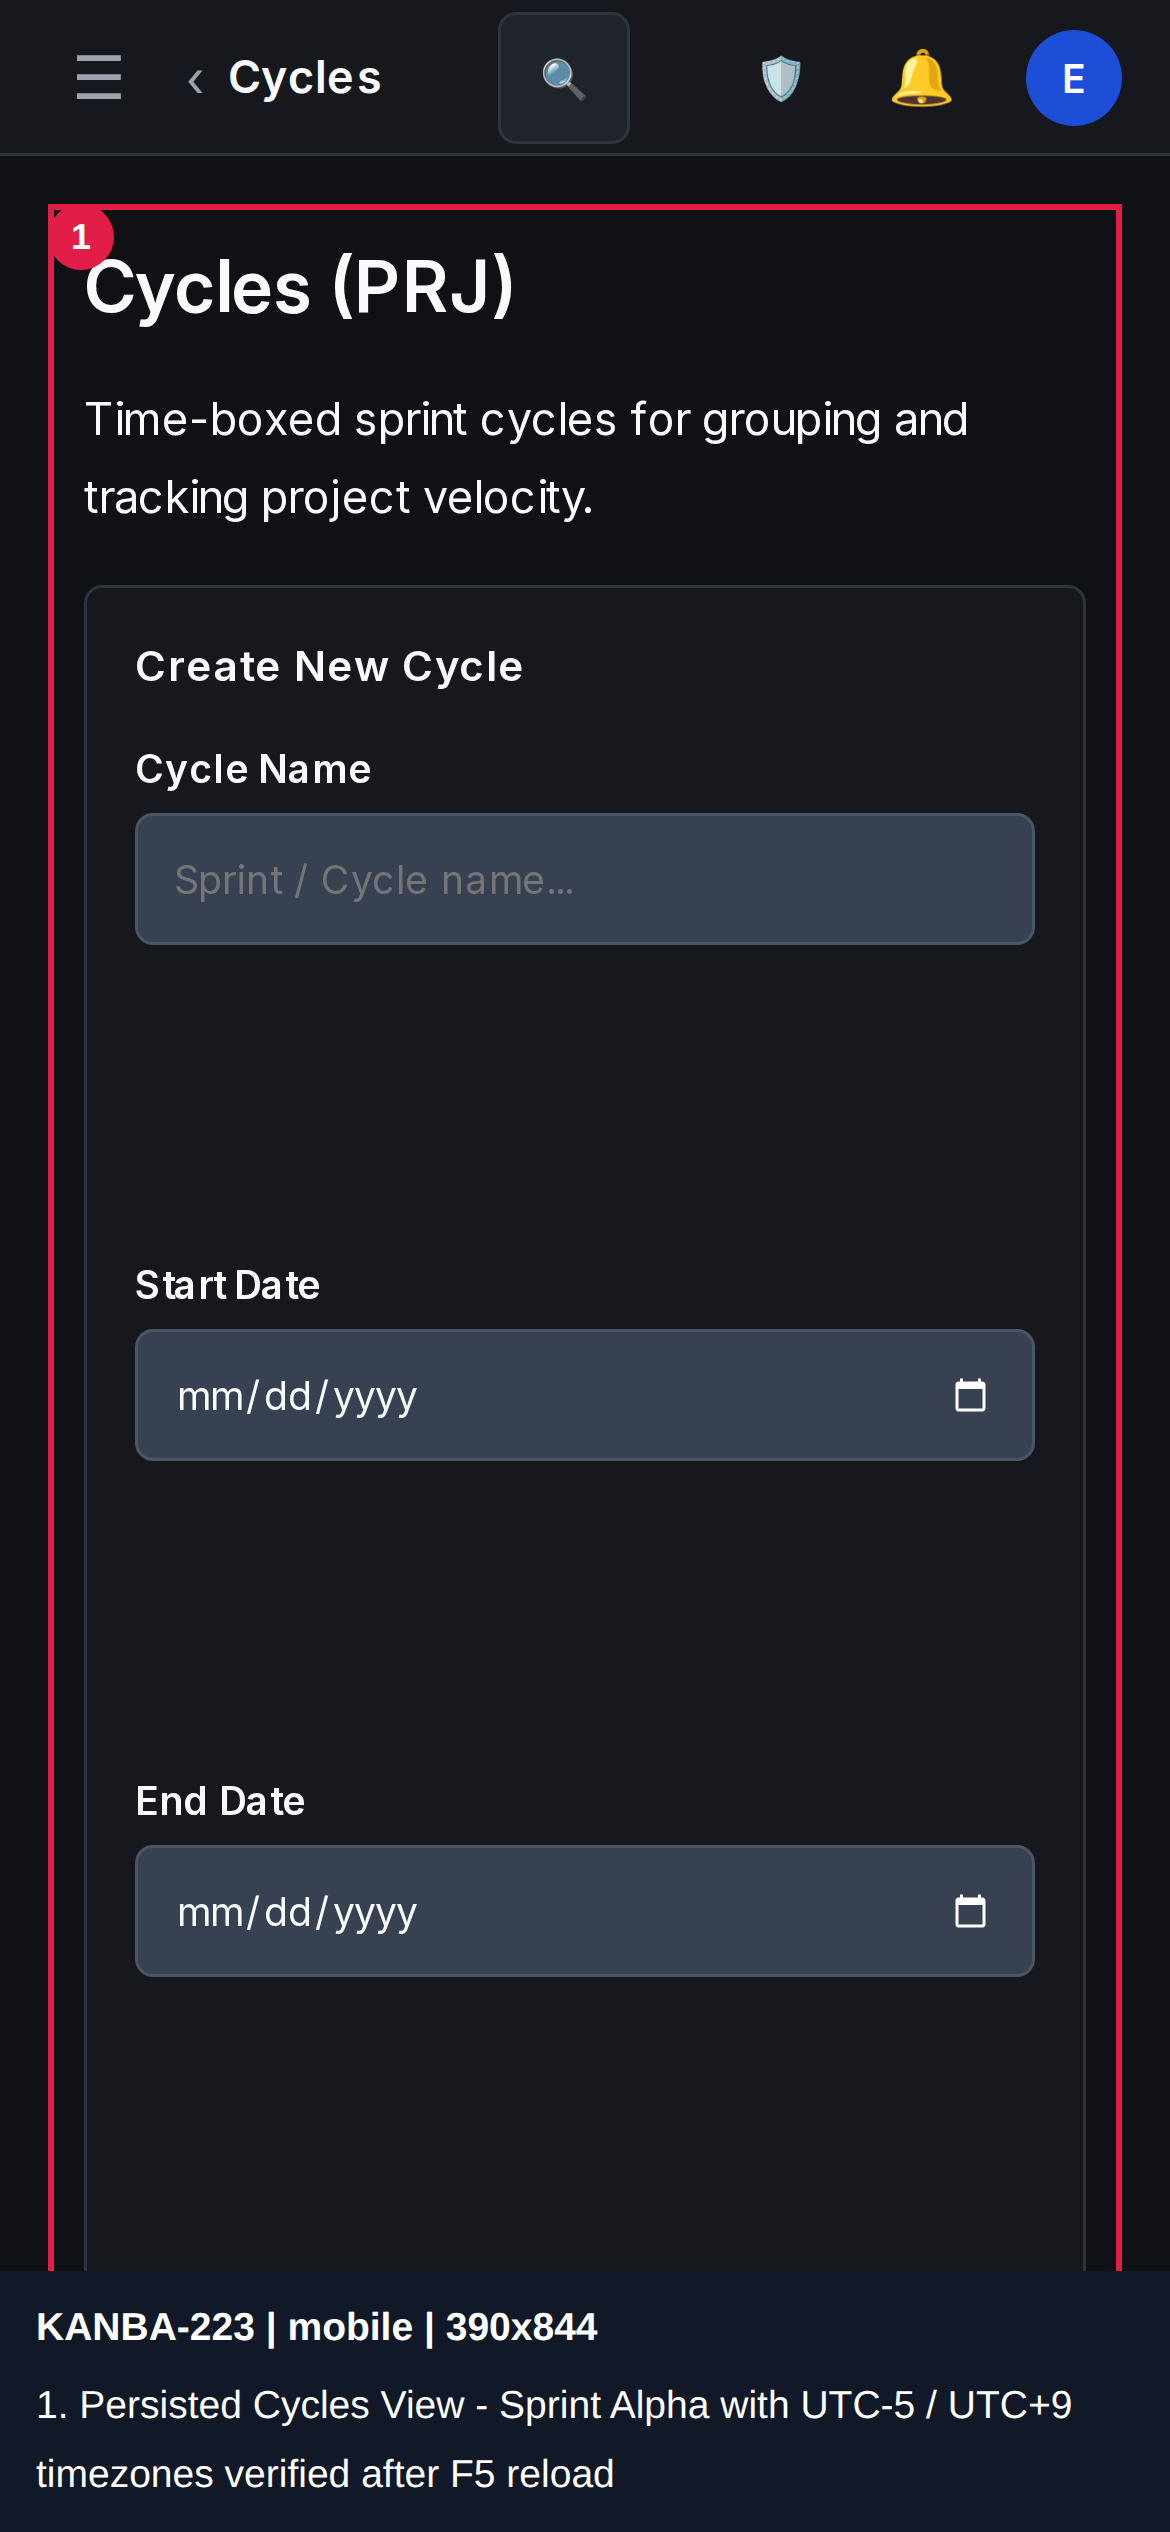 Cycles
E
1
Cycles (PRJ)
Time-boxed sprint cycles for grouping and
tracking project velocity.
Create New Cycle
Cycle Name
Sprint / Cycle name...
Start Date
mm/dd/yyyy
End Date
mm/dd/yyyy
KANBA-223 | mobile | 390x844
1. Persisted Cycles View - Sprint Alpha with UTC-5 / UTC+9
timezones verified after F5 reload